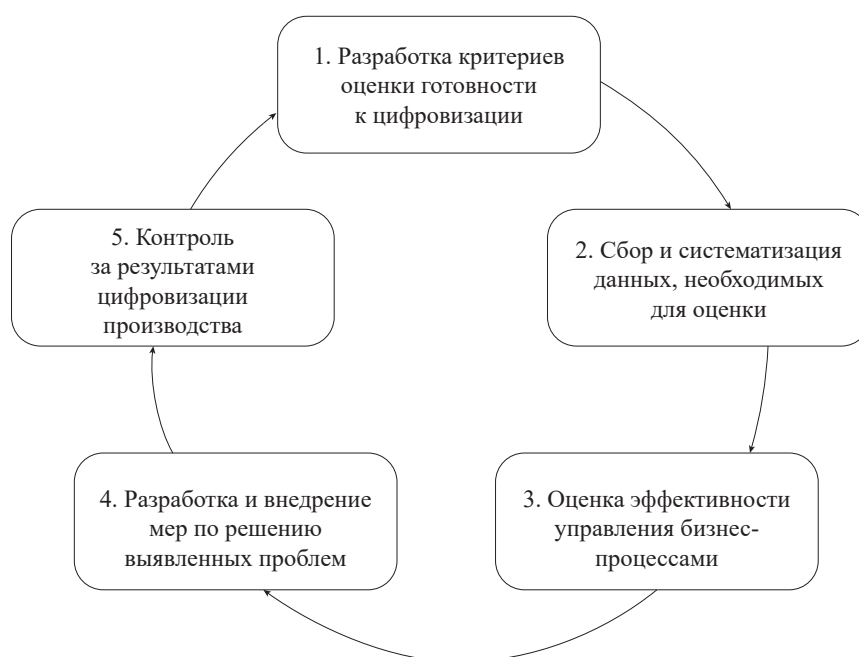 1. Разработка критериев
оценки готовности
к цифровизации
5. Контроль
за результатами
цифровизации
производства
2. Сбор и систематизация
данных, необходимых
для оценки
4. Разработка и внедрение
мер по решению
выявленных проблем
3. Оценка эффективности
управления бизнес-
процессами